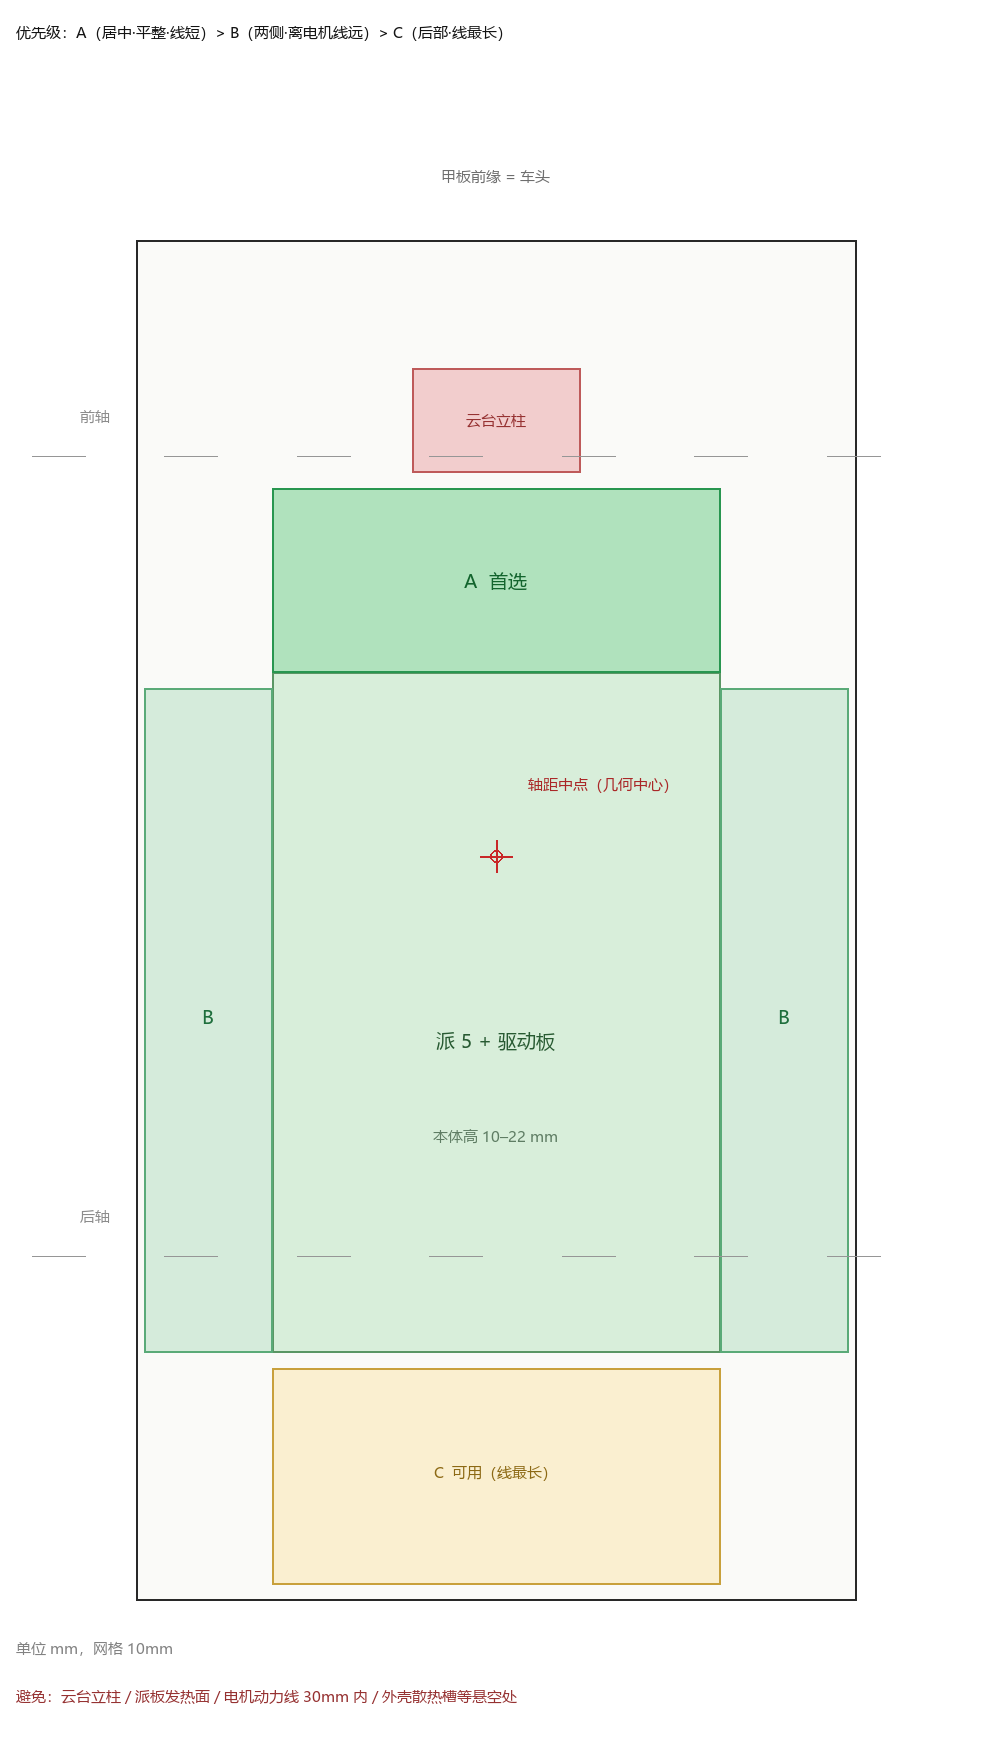 优先级：A（居中·平整·线短）> B（两侧·离电机线远）> C（后部·线最长）
甲板前缘 = 车头
云台立柱
前轴
A 首选
轴距中点（几何中心）
B
B
派 5 + 驱动板
本体高 10–22 mm
后轴
C 可用（线最长）
单位 mm，网格 10mm
避免：云台立柱 / 派板发热面 / 电机动力线 30mm 内 / 外壳散热槽等悬空处